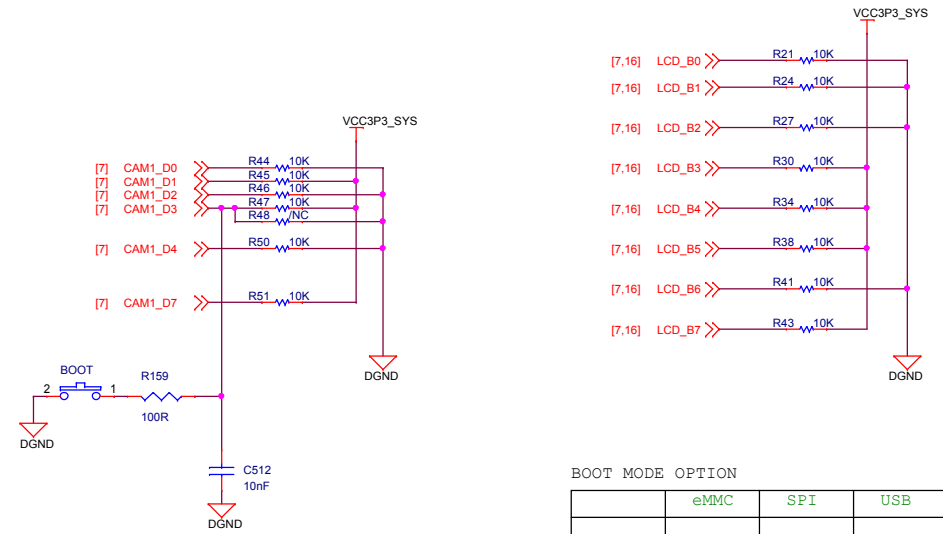 VCC3P3_SYS
[7,16] LCD_B0 R21 10K
[7,16] LCD_B1 R24 10K
[7,16] LCD_B2 R27 10K
[7,16] LCD_B3 R30 10K
[7,16] LCD_B4 R34 10K
[7,16] LCD_B5 R38 10K
[7,16] LCD_B6 R41 10K
[7,16] LCD_B7 R43 10K
DGND
VCC3P3_SYS
[7] CAM1_D0 R44 10K
[7] CAM1_D1 R45 10K
[7] CAM1_D2 R46 10K
[7] CAM1_D3 R47 10K
R48 /NC
[7] CAM1_D4 R50 10K
[7] CAM1_D7 R51 10K
DGND
BOOT
2 1
R159
100R
DGND
C512
10nF
DGND
BOOT MODE OPTION
eMMC SPI USB